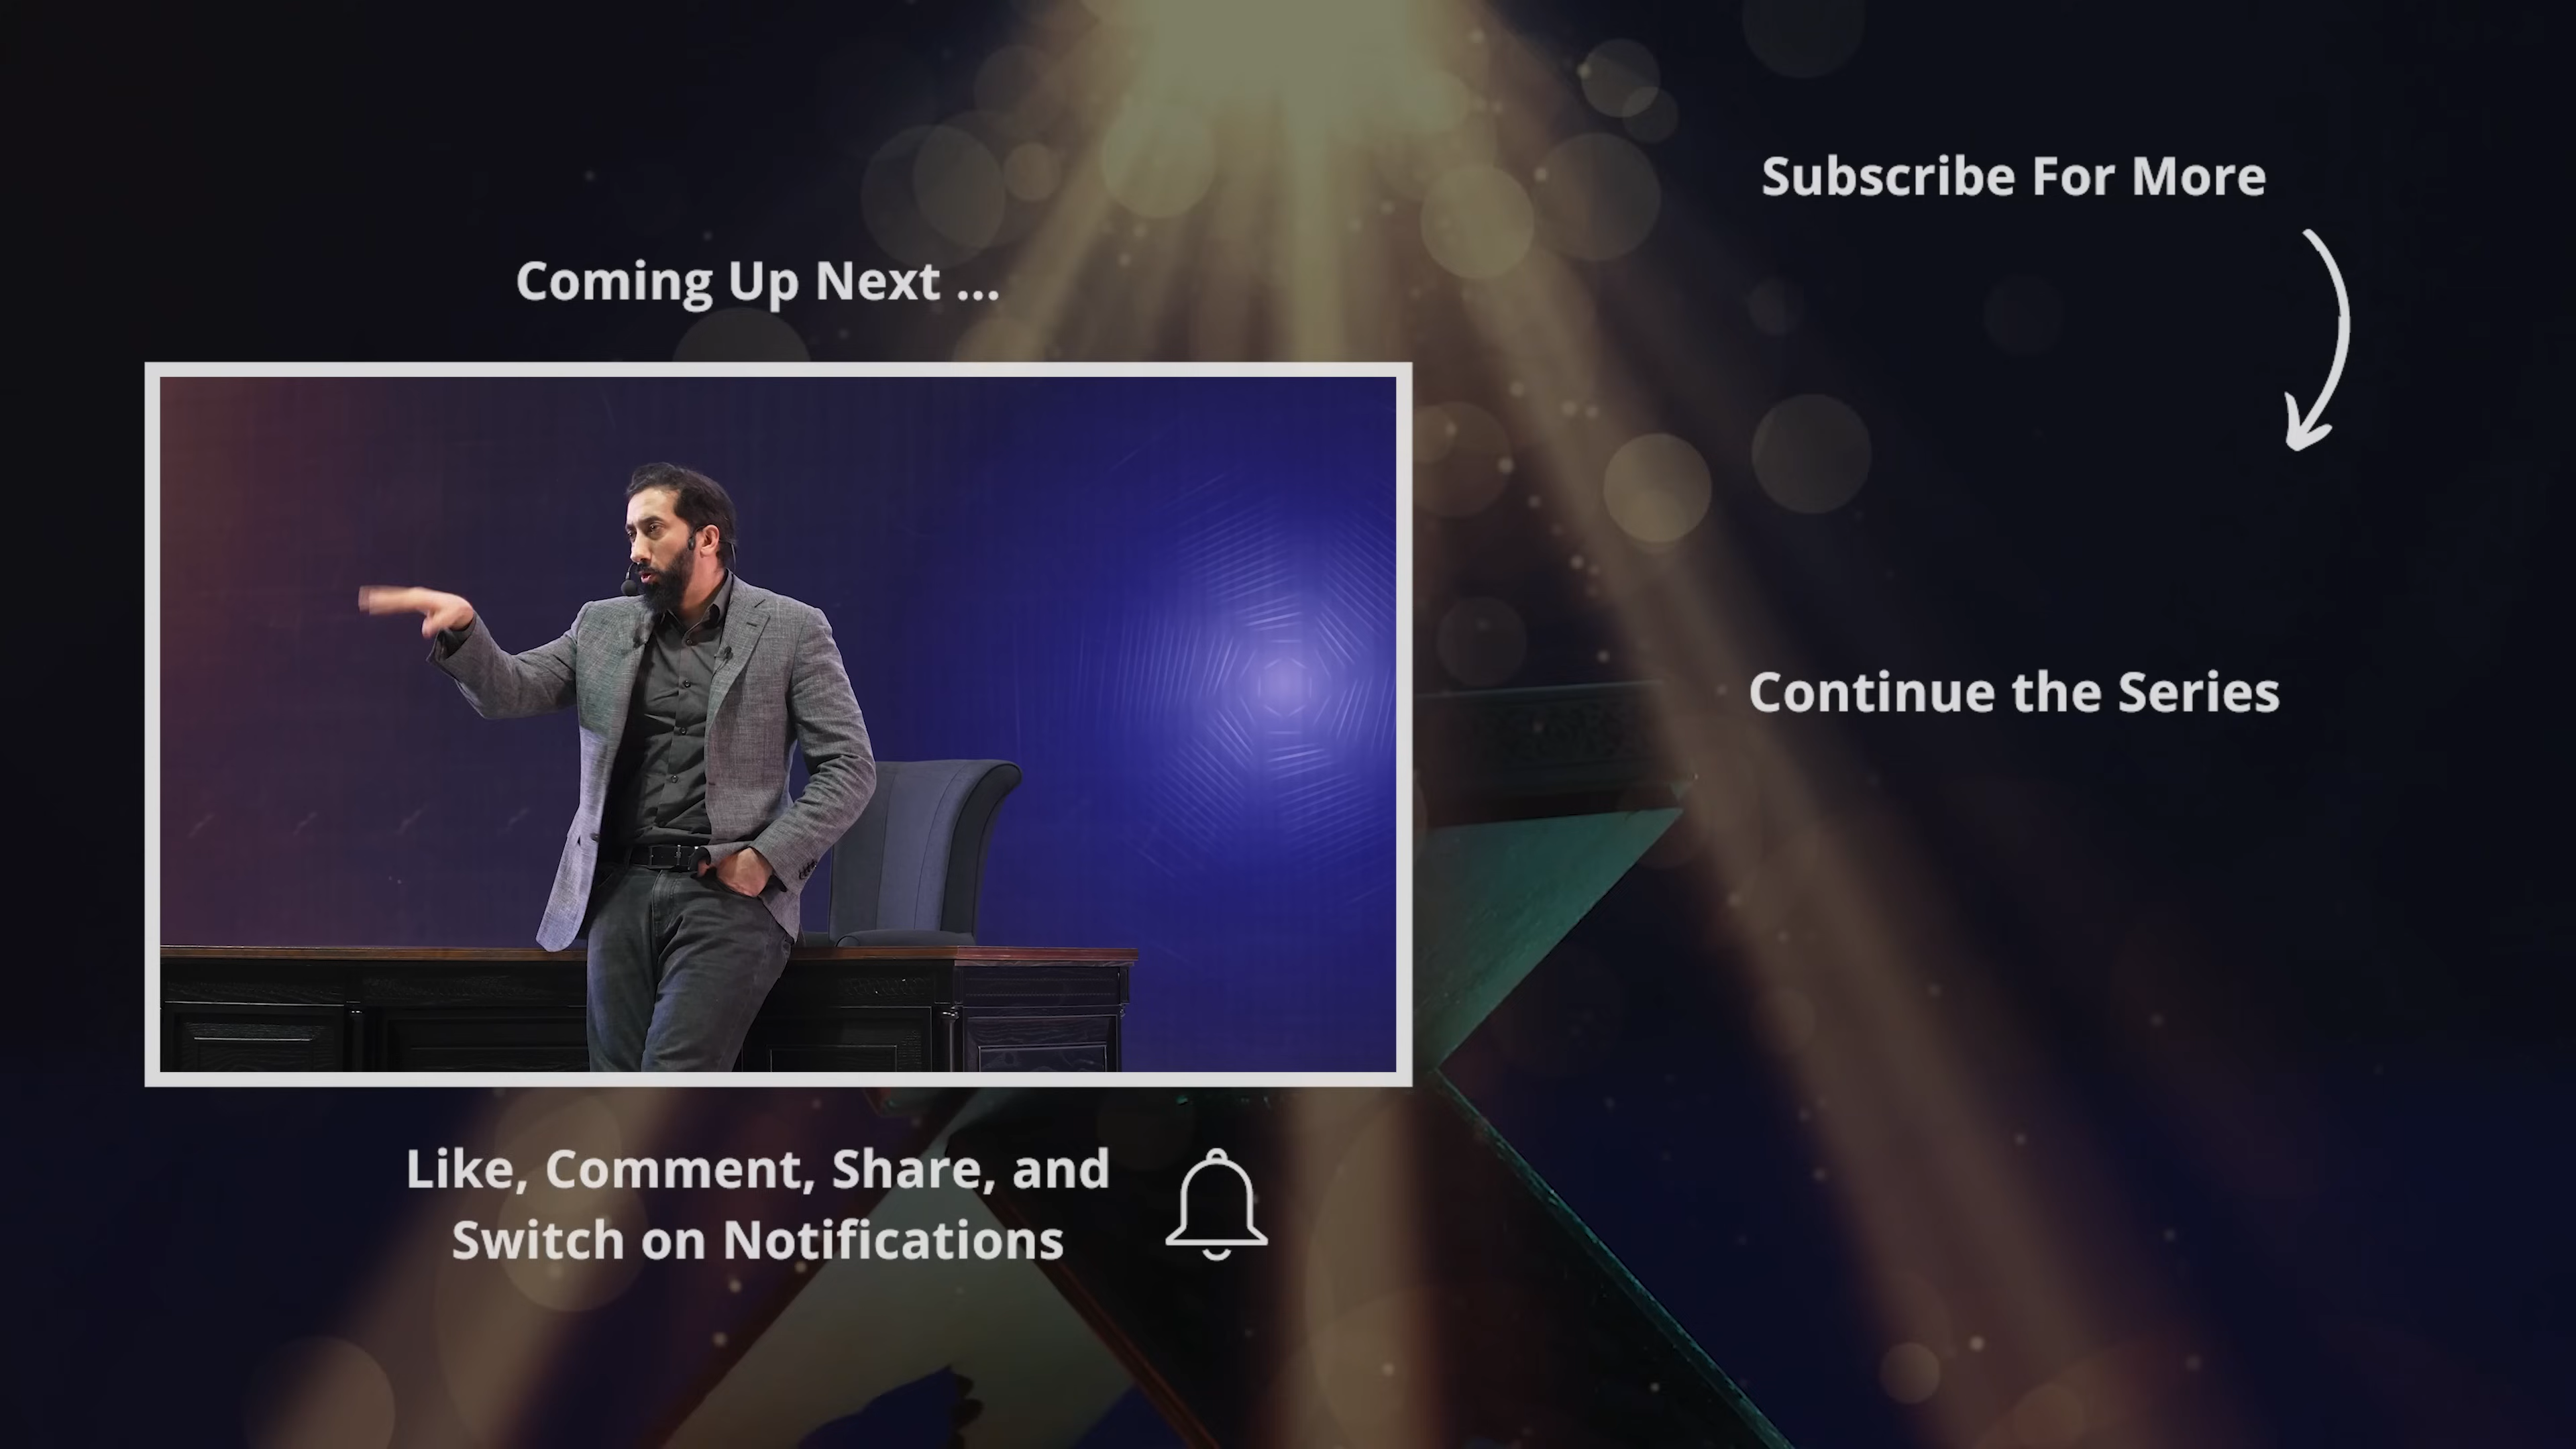 Subscribe For More
Coming Up Next ...
Continue the Series
Like, Comment, Share, and
Switch on Notifications